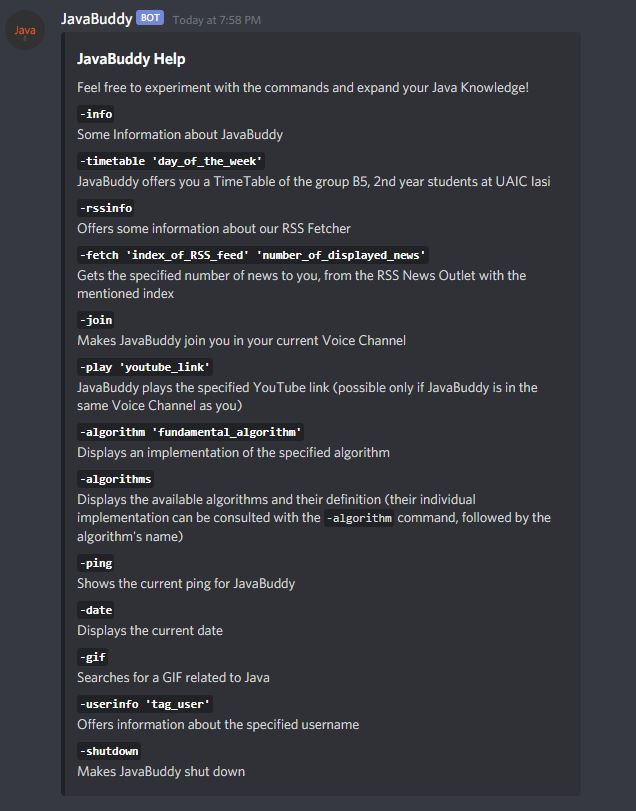 Java
JavaBuddy BOT Today at 7:58 PM
JavaBuddy Help
Feel free to experiment with the commands and expand your Java Knowledge!
-info
Some Information about JavaBuddy
-timetable 'day_of_the_week'
JavaBuddy offers you a TimeTable of the group B5, 2nd year students at UAIC Iasi
-rssinfo
Offers some information about our RSS Fetcher
-fetch 'index_of_RSS_feed' 'number_of_displayed_news'
Gets the specified number of news to you, from the RSS News Outlet with the
mentioned index
-join
Makes JavaBuddy join you in your current Voice Channel
-play 'youtube_link'
JavaBuddy plays the specified YouTube link (possible only if JavaBuddy is in the
same Voice Channel as you)
-algorithm 'fundamental_algorithm'
Displays an implementation of the specified algorithm
-algorithms
Displays the available algorithms and their definition (their individual
implementation can be consulted with the -algorithm command, followed by the
algorithm's name)
-ping
Shows the current ping for JavaBuddy
-date
Displays the current date
-gif
Searches for a GIF related to Java
-userinfo 'tag_user'
Offers information about the specified username
-shutdown
Makes JavaBuddy shut down